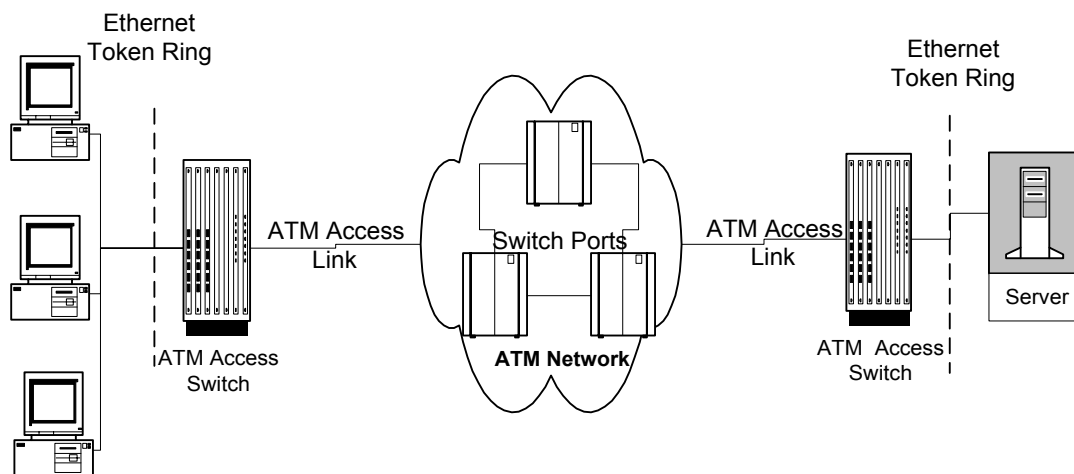 Ethernet
Token Ring
Ethernet
Token Ring
ATM Access
Link
Switch Ports
ATM Access
Link
Server
ATM Access
Switch
ATM Network
ATM Access
Switch